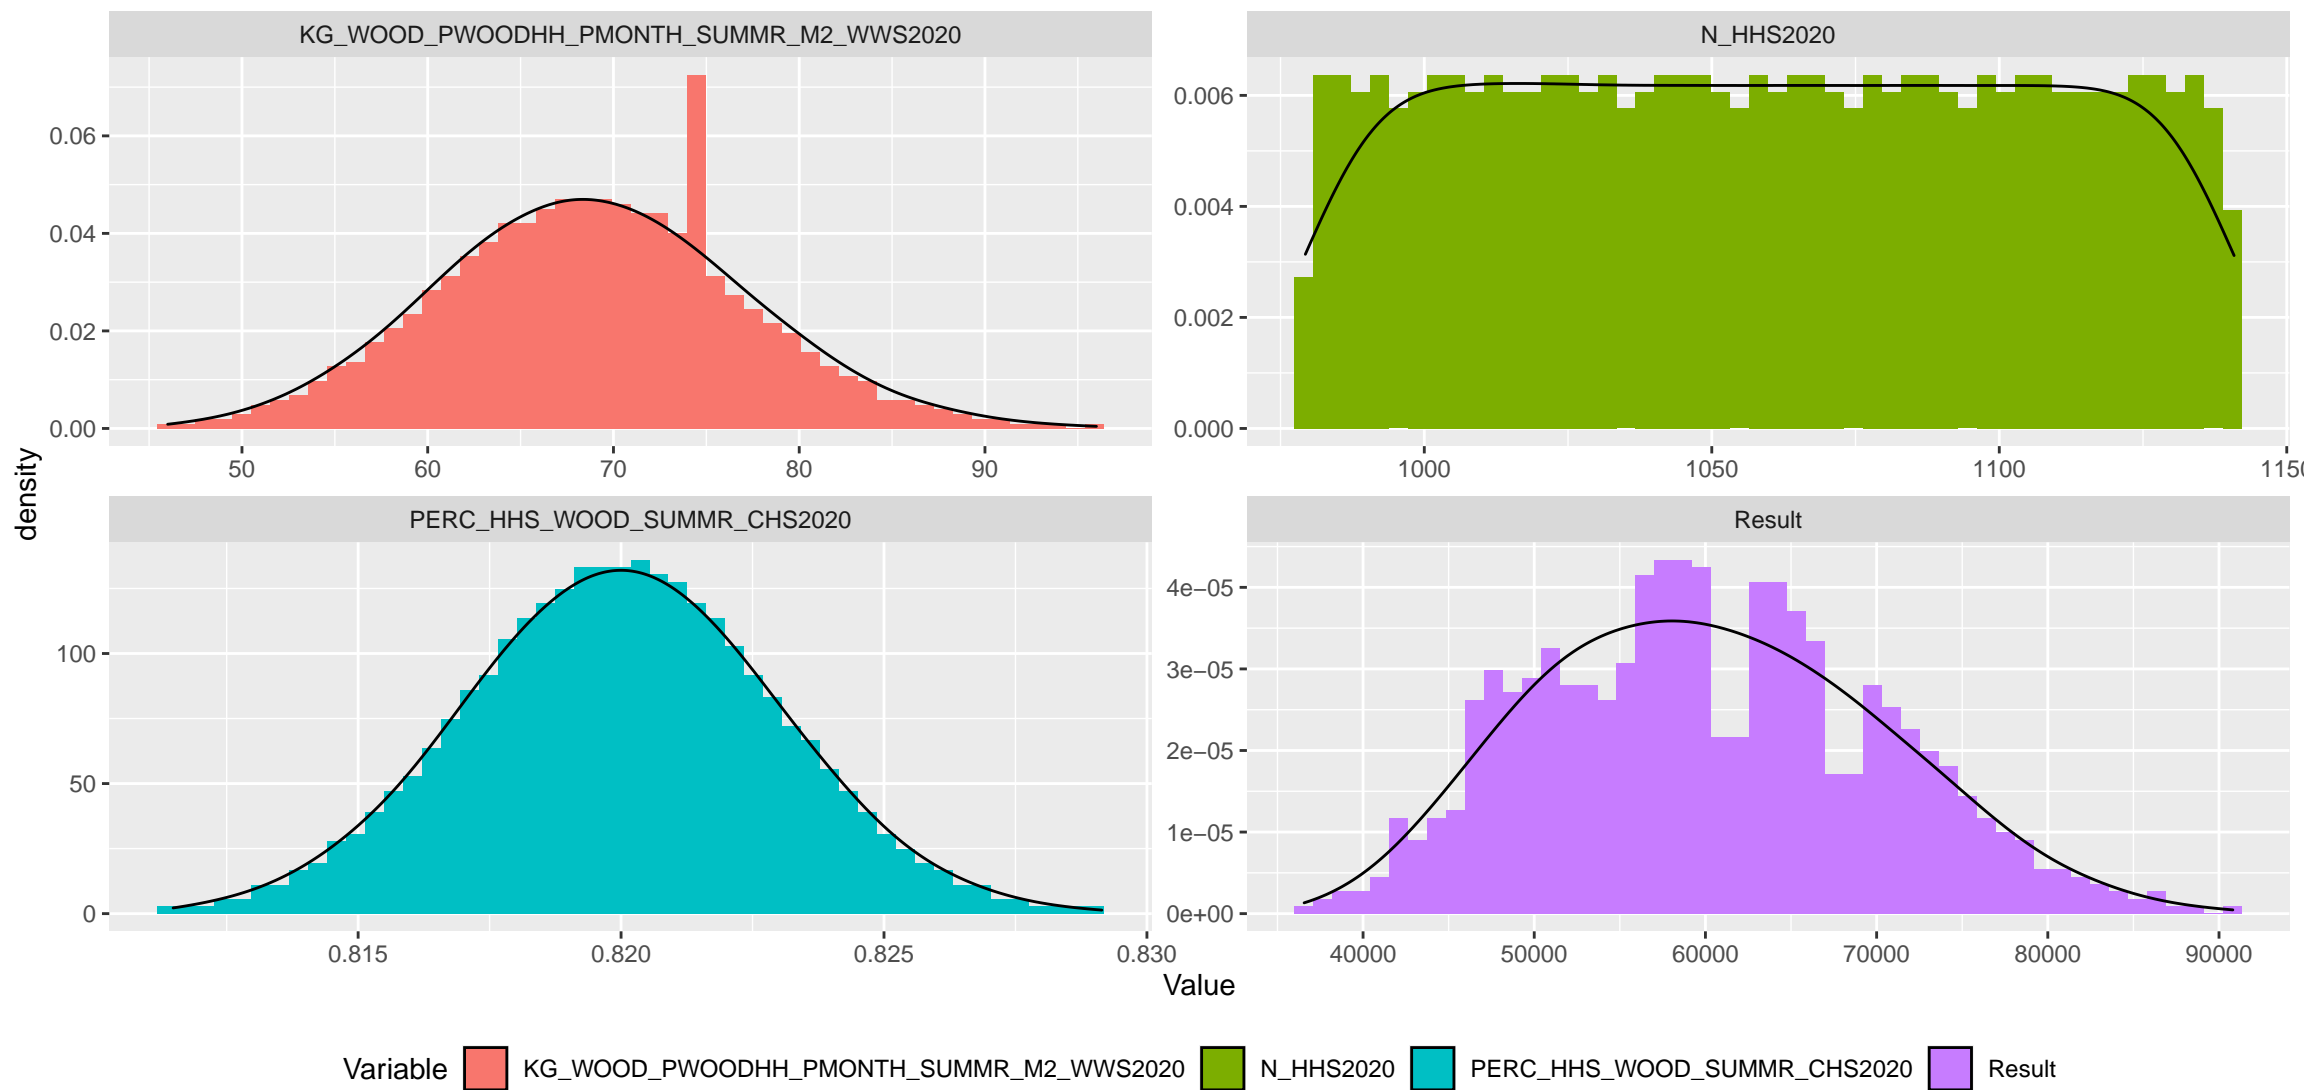 KG_WOOD_PWOODHH_PMONTH_SUMMR_M2_WWS2020
N_HHS2020
0.06
0.04
0.02
0.00
50 60 70 80 90
0.006
0.004
0.002
0.000
1000 1050 1100 115
density
PERC_HHS_WOOD_SUMMR_CHS2020
Result
100
50
0
0.815 0.820 0.825 0.830
4e−05
3e−05
2e−05
1e−05
0e+00
40000 50000 60000 70000 80000 90000
Value
Variable KG_WOOD_PWOODHH_PMONTH_SUMMR_M2_WWS2020 N_HHS2020 PERC_HHS_WOOD_SUMMR_CHS2020 Result